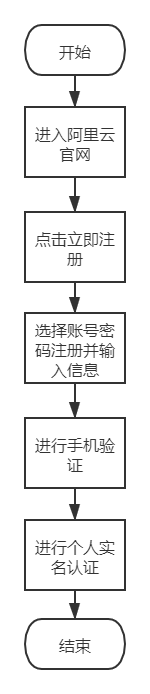 开始
进入阿里云
官网
点击立即注
册
选择账号密
码注册并输
入信息
进行手机验
证
进行个人实
名认证
结束